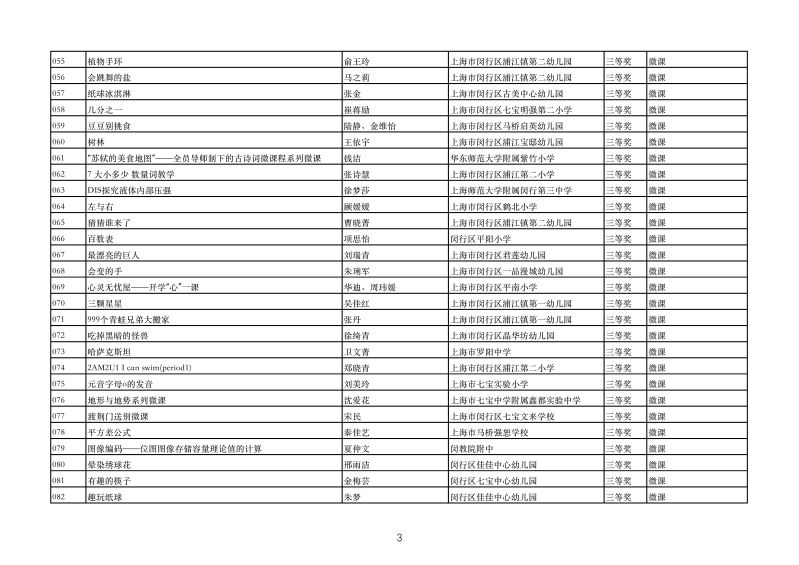 055 植物手环 俞王玲 上海市闵行区浦江镇第二幼儿园 三等奖 微课
056 会跳舞的盐 马之莉 上海市闵行区浦江镇第二幼儿园 三等奖 微课
057 纸球冰淇淋 张金 上海市闵行区古美中心幼儿园 三等奖 微课
058 几分之一 崔蒋励 上海市闵行区七宝明强第二小学 三等奖 微课
059 豆豆别挑食 陆静、金维怡 上海市闵行区马桥启英幼儿园 三等奖 微课
060 树林 王依宇 上海市闵行区浦江宝邸幼儿园 三等奖 微课
061 “苏轼的美食地图”——全员导师制下的古诗词微课程系列微课 钱洁 华东师范大学附属紫竹小学 三等奖 微课
062 7 大小多少 数量词教学 张诗慧 上海市闵行区浦江第二小学 三等奖 微课
063 DIS探究液体内部压强 徐梦莎 上海师范大学附属闵行第三中学 三等奖 微课
064 左与右 顾媛媛 上海市闵行区鹤北小学 三等奖 微课
065 猜猜谁来了 曹晓菁 上海市闵行区浦江镇第二幼儿园 三等奖 微课
066 百数表 项思怡 闵行区平阳小学 三等奖 微课
067 最漂亮的巨人 刘瑞青 上海市闵行区君莲幼儿园 三等奖 微课
068 会变的手 朱琍军 上海市闵行区一品漫城幼儿园 三等奖 微课
069 心灵无忧屋——开学“心”一课 华迪、周玮媛 上海市闵行区平南小学 三等奖 微课
070 三颗星星 吴佳红 上海市闵行区浦江镇第一幼儿园 三等奖 微课
071 999个青蛙兄弟大搬家 张丹 上海市闵行区浦江镇第一幼儿园 三等奖 微课
072 吃掉黑暗的怪兽 徐绮青 上海市闵行区晶华坊幼儿园 三等奖 微课
073 哈萨克斯坦 卫文菁 上海市罗阳中学 三等奖 微课
074 2AM2U1 I can swim(period1) 郑晓青 上海市闵行区浦江第二小学 三等奖 微课
075 元音字母o的发音 刘美玲 上海市七宝实验小学 三等奖 微课
076 地形与地势系列微课 沈爱花 上海市七宝中学附属鑫都实验中学 三等奖 微课
077 渡荆门送别微课 宋民 上海市闵行区七宝文来学校 三等奖 微课
078 平方差公式 秦佳艺 上海市马桥强恕学校 三等奖 微课
079 图像编码——位图图像存储容量理论值的计算 夏仲文 闵教院附中 三等奖 微课
080 晕染绣球花 邢雨洁 闵行区佳佳中心幼儿园 三等奖 微课
081 有趣的筷子 金梅芸 闵行区七宝中心幼儿园 三等奖 微课
082 趣玩纸球 朱梦 闵行区佳佳中心幼儿园 三等奖 微课
3